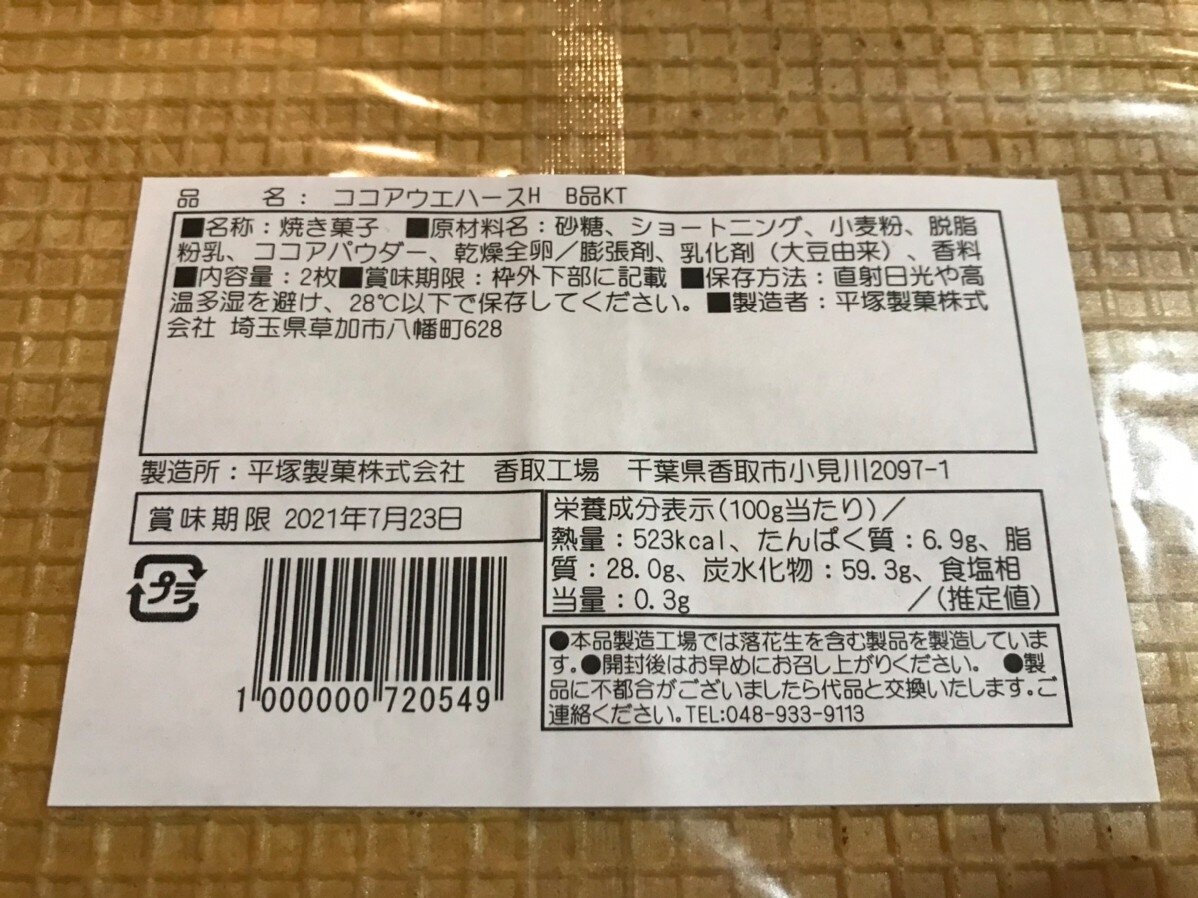 品　　名： ココアウエハースH　B品KT
■名称：焼き菓子　■原材料名：砂糖、ショートニング、小麦粉、脱脂
粉乳、ココアパウダー、乾燥全卵／膨張剤、乳化剤（大豆由来）、香料
■内容量：2枚■賞味期限：枠外下部に記載 ■保存方法：直射日光や高
温多湿を避け、28℃以下で保存してください。■製造者：平塚製菓株式
会社 埼玉県草加市八幡町628
製造所：平塚製菓株式会社　香取工場　千葉県香取市小見川2097-1
賞味期限 2021年7月23日
栄養成分表示(100g当たり)／
熱量：523kcal、たんぱく質：6.9g、脂
質：28.0g、炭水化物：59.3g、食塩相
当量：0.3g　　　／(推定値)
プラ
1 000000 720549
●本品製造工場では落花生を含む製品を製造していま
す。●開封後はお早めにお召し上がりください。　●製
品に不都合がございましたら代品と交換いたします。ご
連絡ください。TEL:048-933-9113